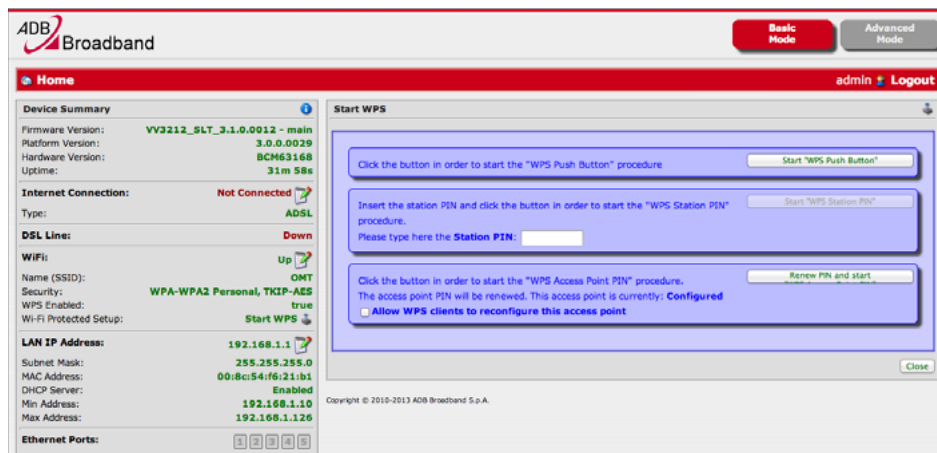 ADB
Broadband
Basic
Mode
Advanced
Mode
Home
admin Logout
Device Summary
Firmware Version: VV3212_SLT_3.1.0.0012 - main
Platform Version: 3.0.0.0029
Hardware Version: BCM63168
Uptime: 31m 58s
Internet Connection: Not Connected
Type: ADSL
DSL Line: Down
WiFi: Up
Name (SSID): OMT
Security: WPA-WPA2 Personal, TKIP-AES
WPS Enabled: true
Wi-Fi Protected Setup: Start WPS
LAN IP Address: 192.168.1.1
Subnet Mask: 255.255.255.0
MAC Address: 00:8c:54:f6:21:b1
DHCP Server: Enabled
Min Address: 192.168.1.10
Max Address: 192.168.1.126
Ethernet Ports: 1 2 3 4 5
Start WPS
Click the button in order to start the "WPS Push Button" procedure
Start "WPS Push Button"
Insert the station PIN and click the button in order to start the "WPS Station PIN"
procedure.
Start "WPS Station PIN"
Please type here the Station PIN:
Click the button in order to start the "WPS Access Point PIN" procedure.
Renew PIN and start
The access point PIN will be renewed. This access point is currently: Configured
Allow WPS clients to reconfigure this access point
Close
Copyright © 2010-2013 ADB Broadband S.p.A.